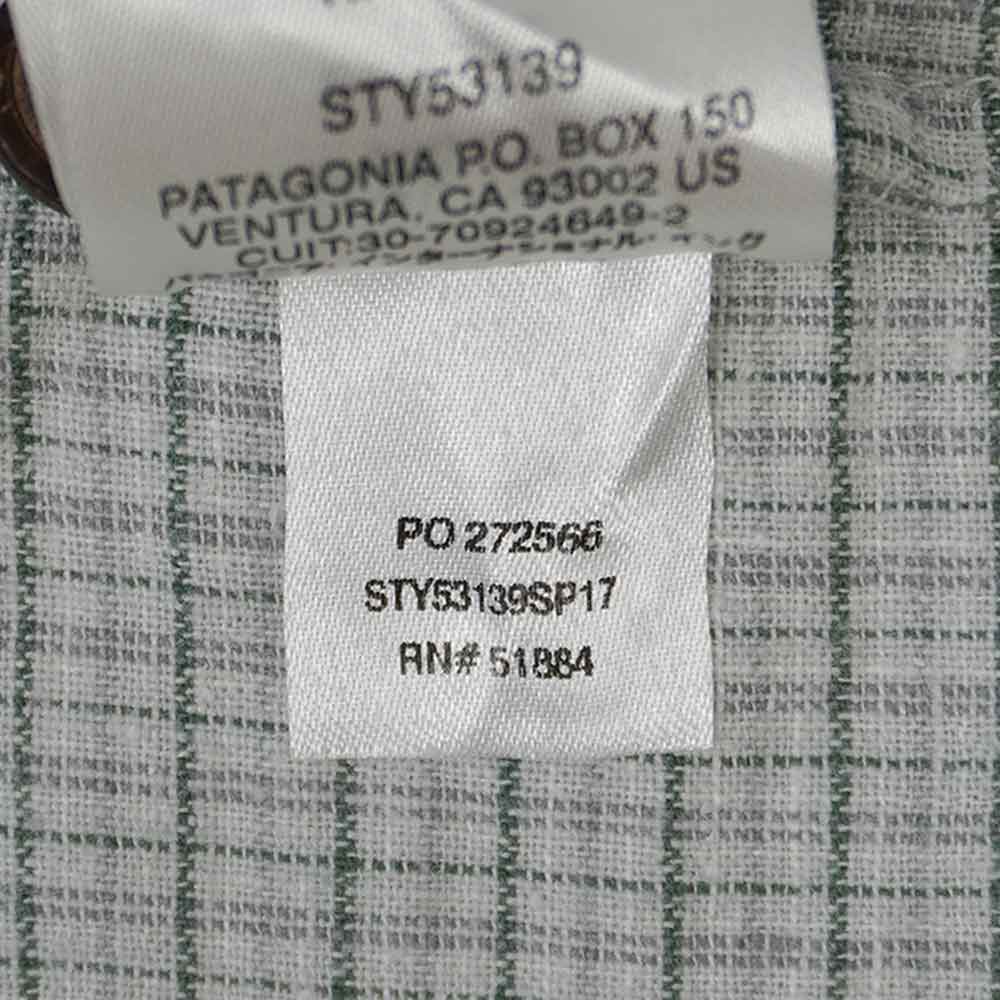 STY53139
PATAGONIA P.O. BOX 150
VENTURA, CA 93002 US
CUIT:30-70924649-2
PO 272566
STY53139SP17
RN# 51884